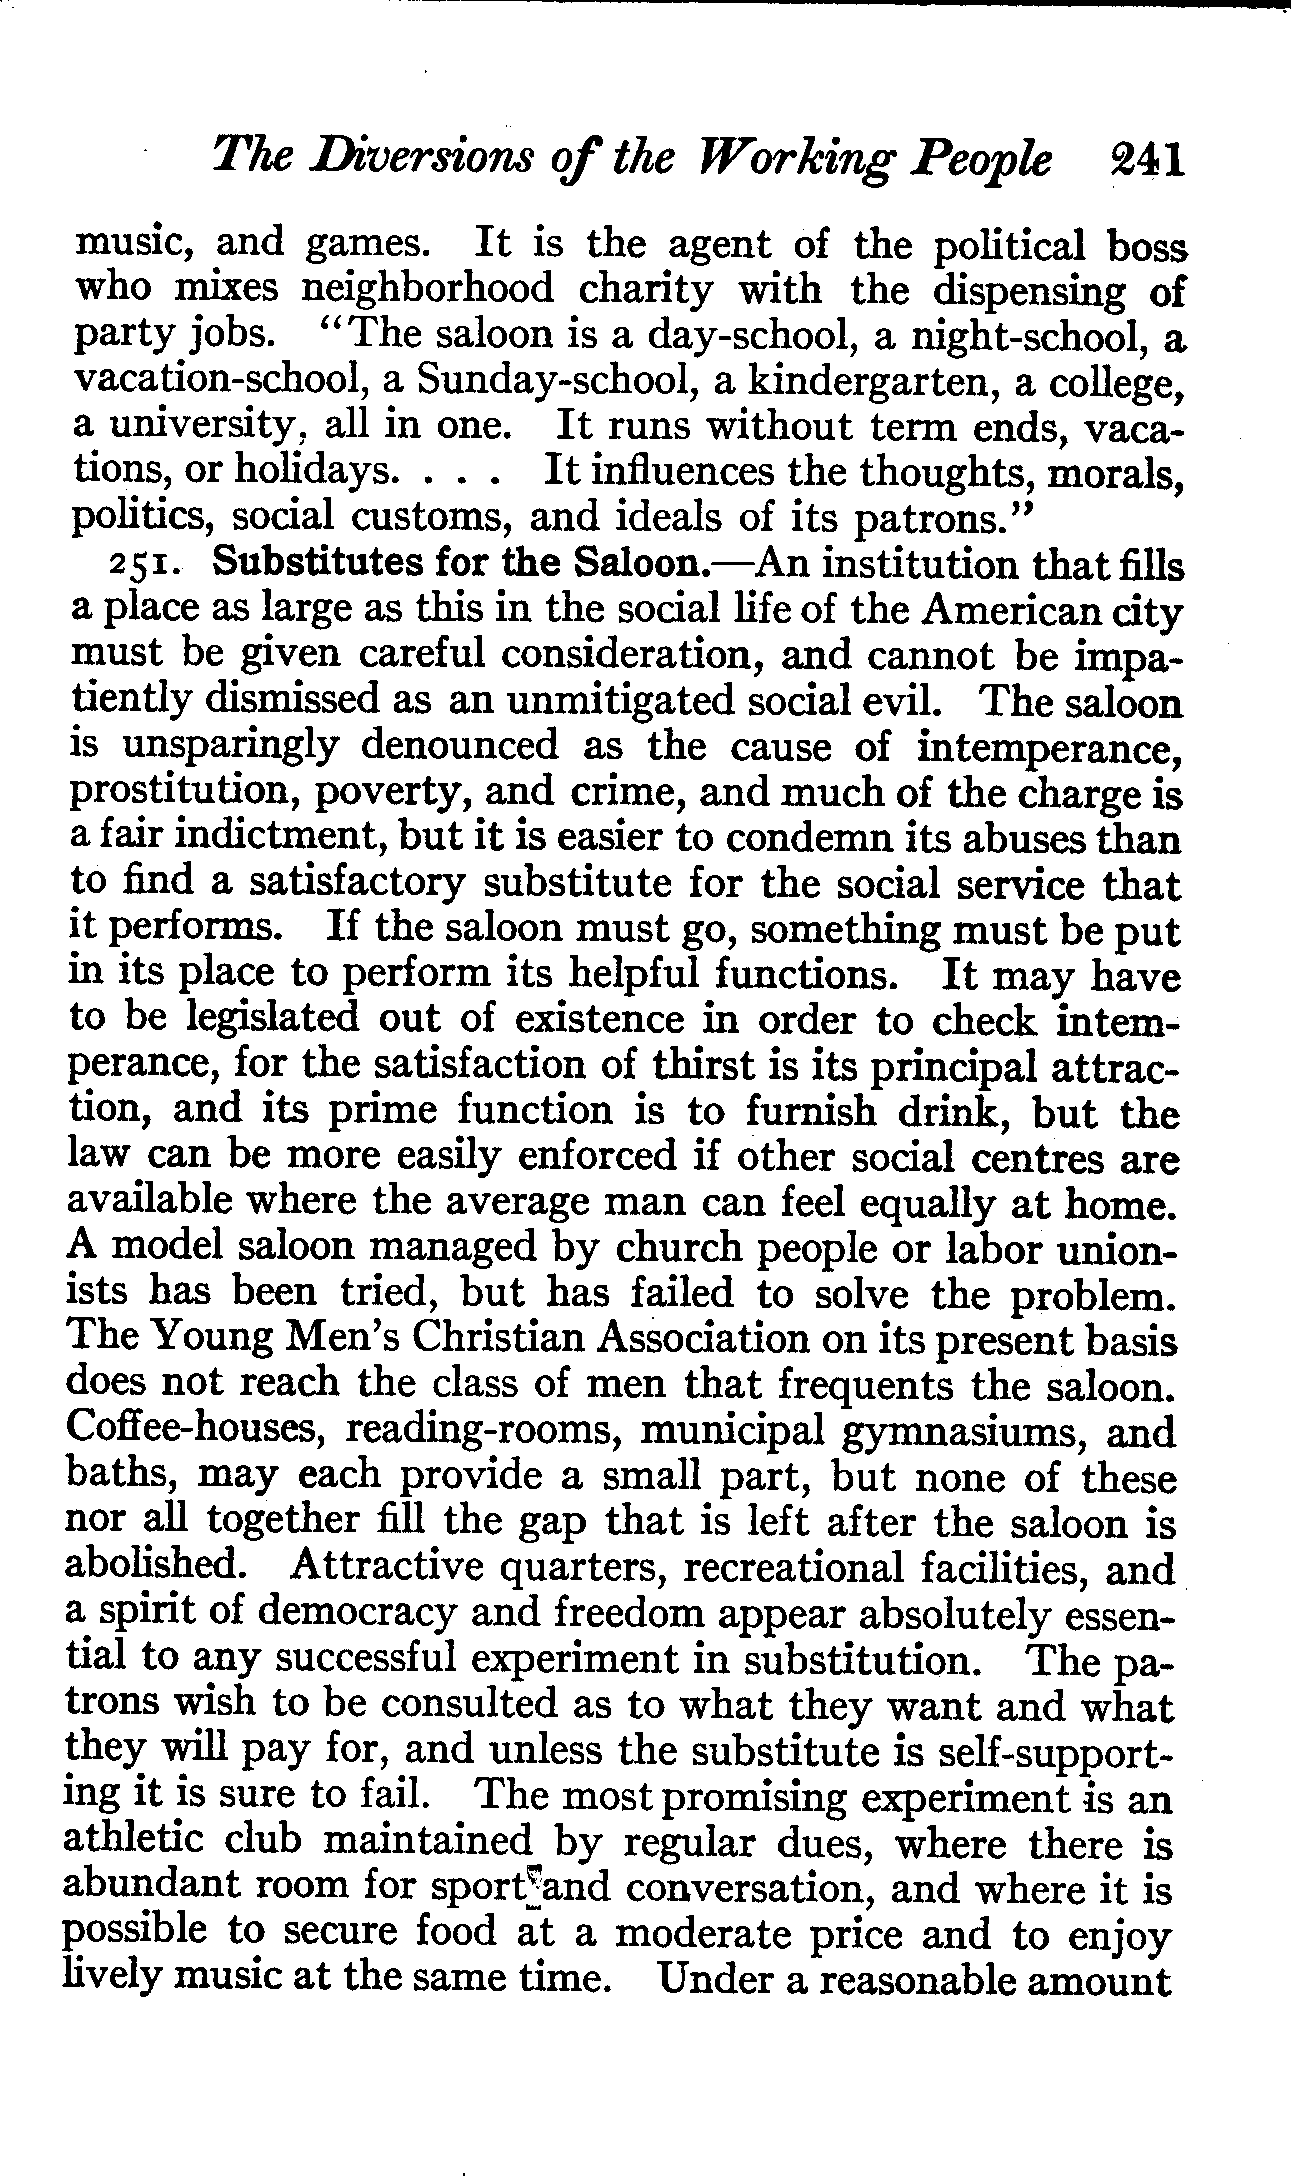 The Diversions of the Working People 241
music, and games. It is the agent of the political boss
who mixes neighborhood charity with the dispensing of
party jobs. "The saloon is a day-school, a night-school, a
vacation-school, a Sunday-school, a kindergarten, a college,
a university, all in one. It runs without term ends, vaca-
tions, or holidays. . . . It influences the thoughts, morals,
politics, social customs, and ideals of its patrons."
251. Substitutes for the Saloon.—An institution that fills
a place as large as this in the social life of the American city
must be given careful consideration, and cannot be impa-
tiently dismissed as an unmitigated social evil. The saloon
is unsparingly denounced as the cause of intemperance,
prostitution, poverty, and crime, and much of the charge is
a fair indictment, but it is easier to condemn its abuses than
to find a satisfactory substitute for the social service that
it performs. If the saloon must go, something must be put
in its place to perform its helpful functions. It may have
to be legislated out of existence in order to check intem-
perance, for the satisfaction of thirst is its principal attrac-
tion, and its prime function is to furnish drink, but the
law can be more easily enforced if other social centres are
available where the average man can feel equally at home.
A model saloon managed by church people or labor union-
ists has been tried, but has failed to solve the problem.
The Young Men's Christian Association on its present basis
does not reach the class of men that frequents the saloon.
Coffee-houses, reading-rooms, municipal gymnasiums, and
baths, may each provide a small part, but none of these
nor all together fill the gap that is left after the saloon is
abolished. Attractive quarters, recreational facilities, and
a spirit of democracy and freedom appear absolutely essen-
tial to any successful experiment in substitution. The pa-
trons wish to be consulted as to what they want and what
they will pay for, and unless the substitute is self-support-
ing it is sure to fail. The most promising experiment is an
athletic club maintained by regular dues, where there is
abundant room for sport and conversation, and where it is
possible to secure food at a moderate price and to enjoy
lively music at the same time. Under a reasonable amount